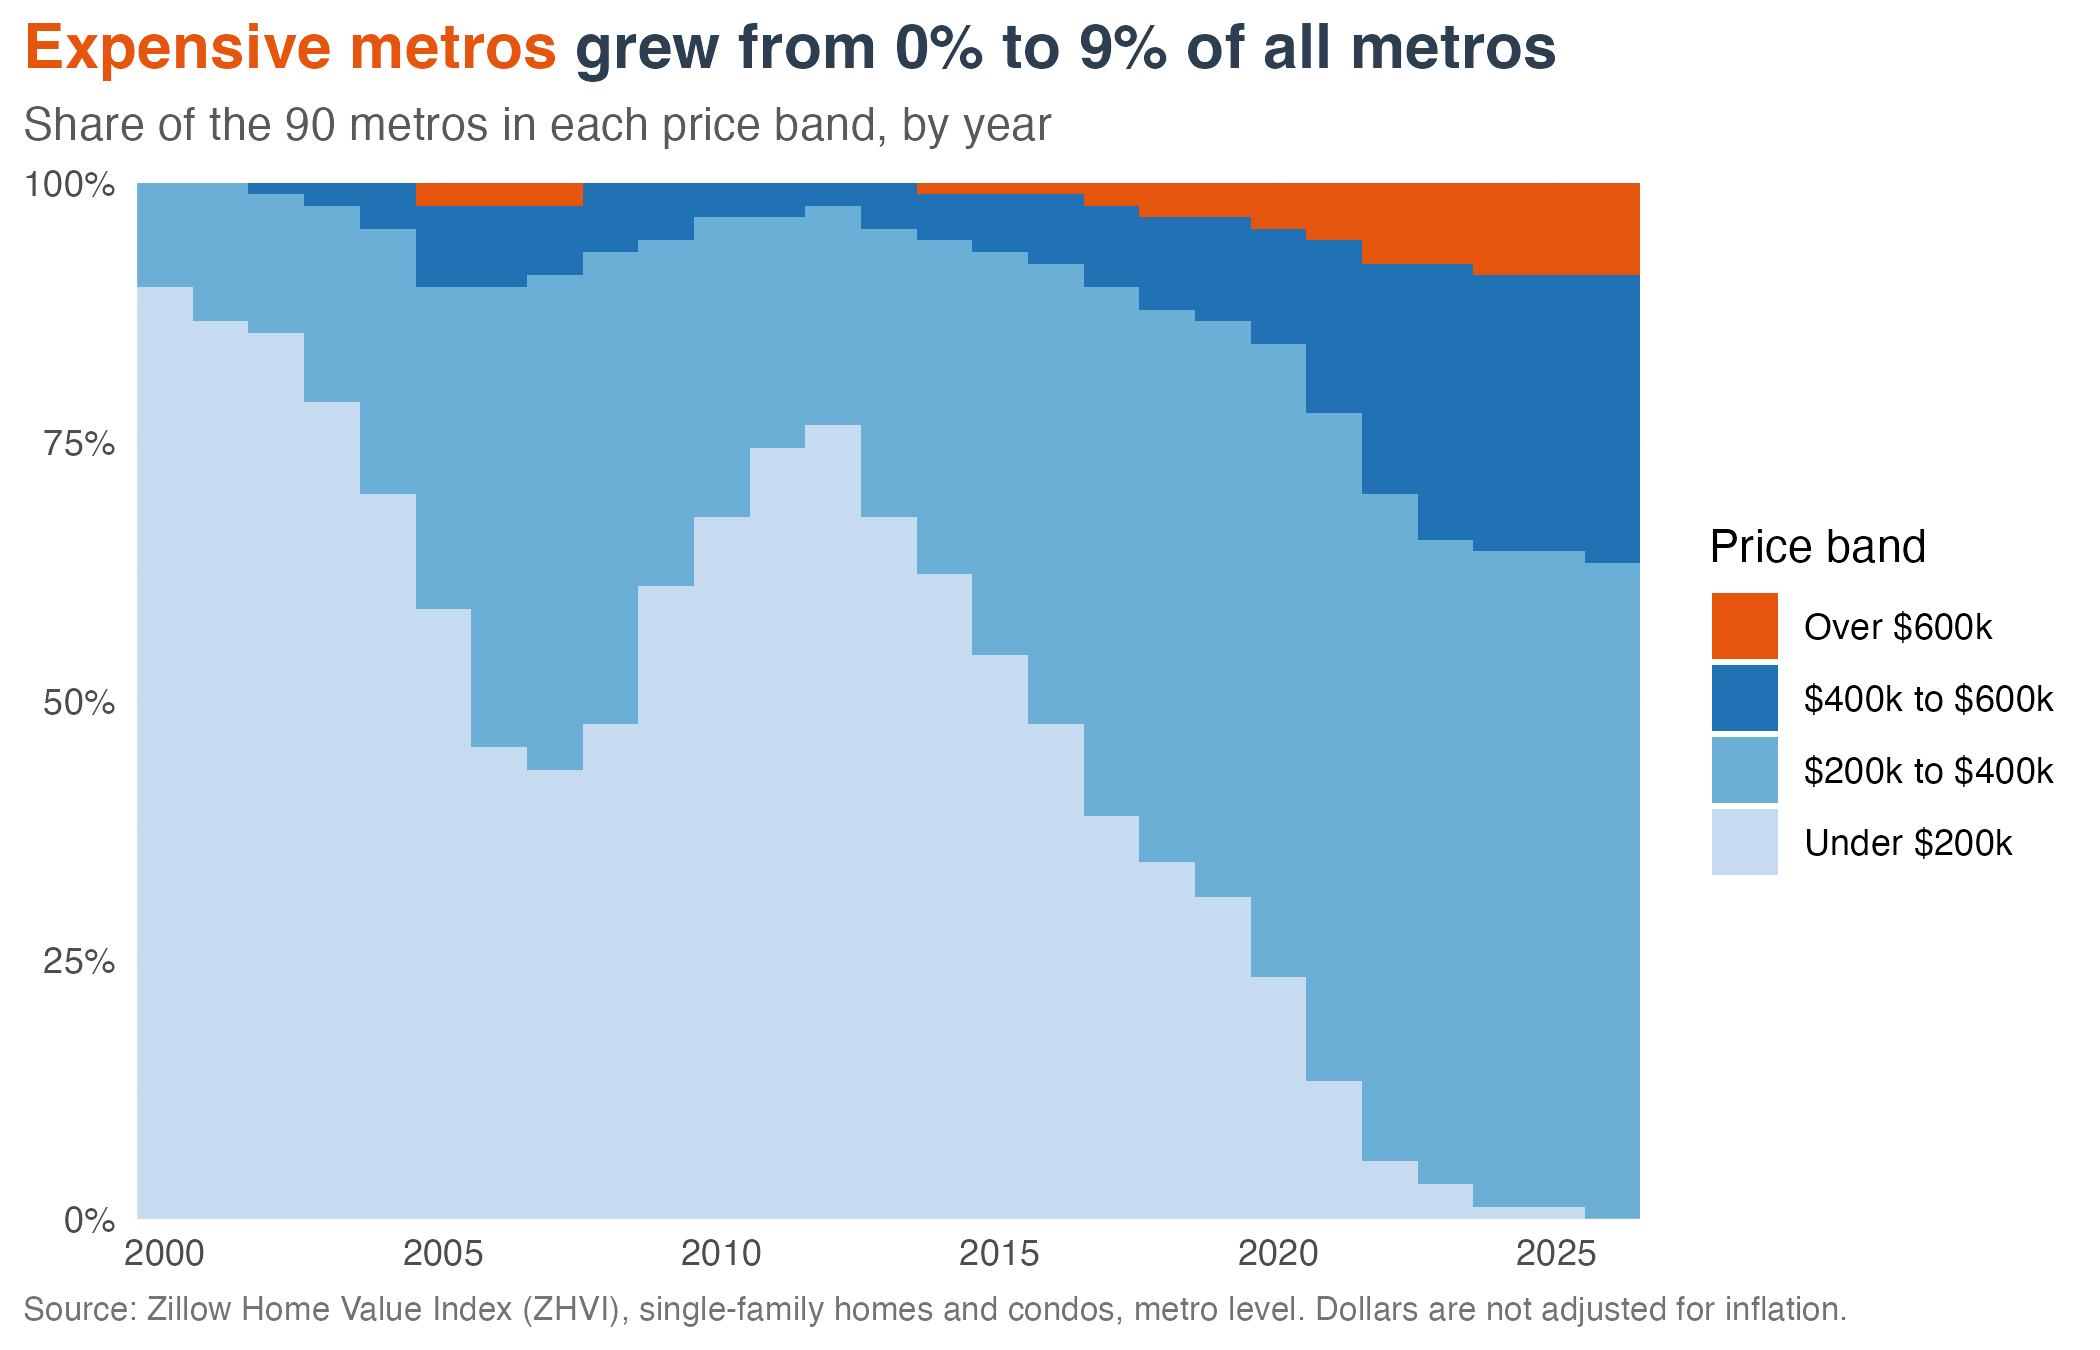 Expensive metros grew from 0% to 9% of all metros
Share of the 90 metros in each price band, by year
100%
75%
50%
25%
0%
2000 2005 2010 2015 2020 2025
Price band
Over $600k
$400k to $600k
$200k to $400k
Under $200k
Source: Zillow Home Value Index (ZHVI), single-family homes and condos, metro level. Dollars are not adjusted for inflation.